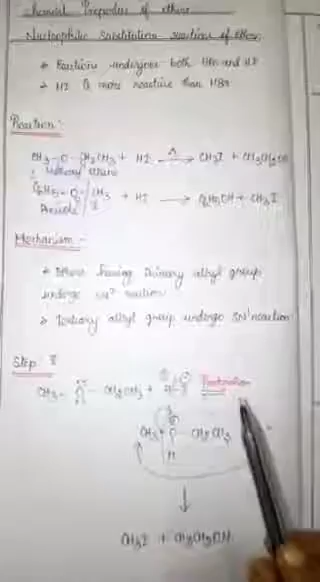 Chemical Properties of ethers
Nucleophilic Substitution reactions of ethers:-
Reactions undergoes both HBr and HI
HI is more reactive than HBr
Reaction:-
CH3-O-CH2CH3 + HI Δ→ CH3I + CH3CH2OH
C6H5-O-CH3 + HI → C6H5OH + CH3I
Anisole
Mechanism:-
Ethers having Primary alkyl group
undergo SN2 reaction
Tertiary alkyl group undergo SN1 reaction
Step I
CH3-O-CH2CH3 + H-I Protonation
CH3 O-CH2CH3
H
↓
CH3I + CH3CH2OH